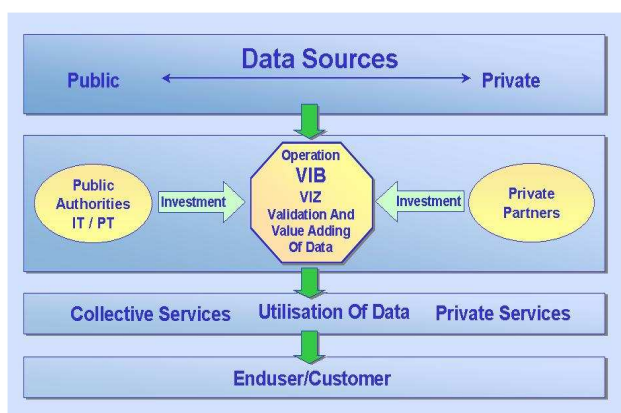 Data Sources
Public
Private
Operation
VIB
VIZ
Validation And
Value Adding
Of Data
Public
Authorities
IT / PT
Investment
Investment
Private
Partners
Collective Services
Utilisation Of Data
Private Services
Enduser/Customer